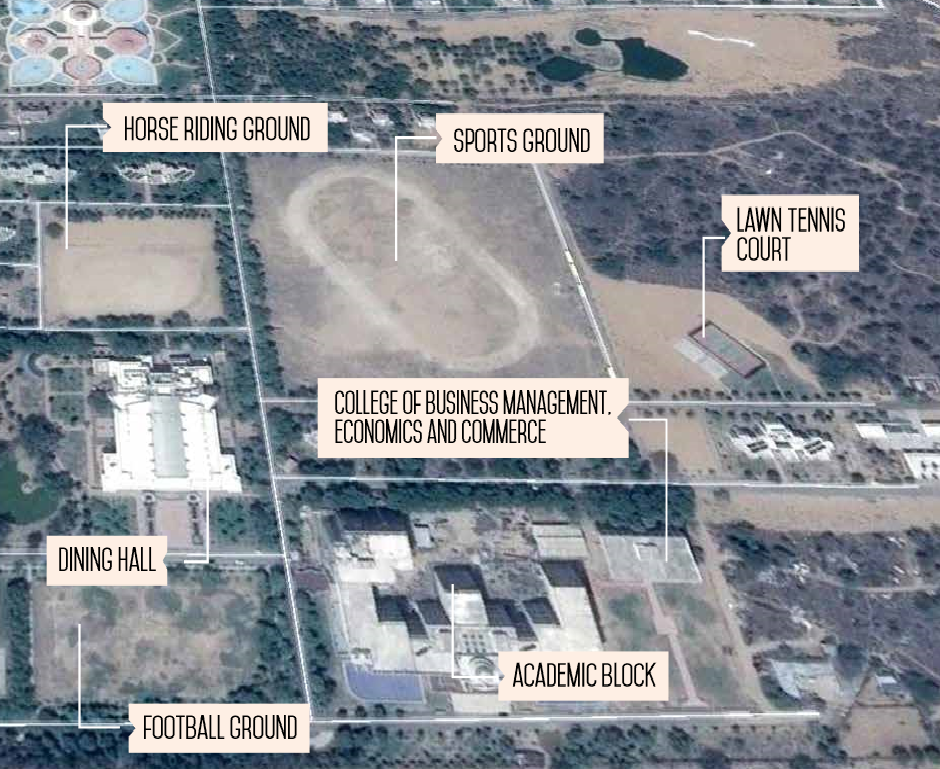 HORSE RIDING GROUND
SPORTS GROUND
LAWN TENNIS
COURT
COLLEGE OF BUSINESS MANAGEMENT,
ECONOMICS AND COMMERCE
DINING HALL
ACADEMIC BLOCK
FOOTBALL GROUND